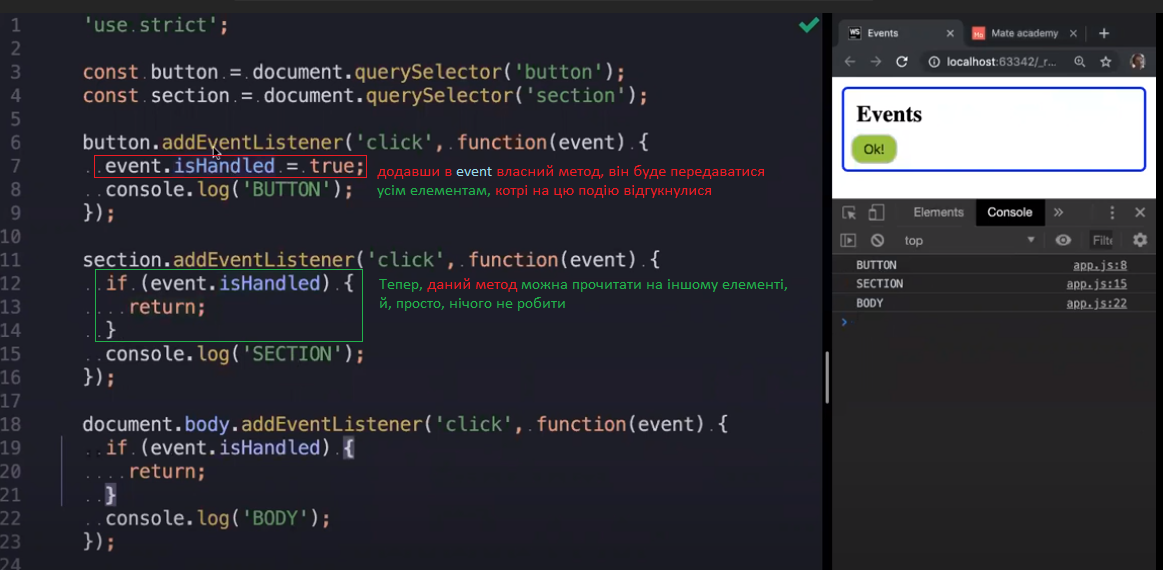 1 'use strict';
2
3 const button = document.querySelector('button');
4 const section = document.querySelector('section');
5
6 button.addEventListener('click', function(event) {
7 event.isHandled = true;
8 console.log('BUTTON');
9 });
10
11 section.addEventListener('click', function(event) {
12 if (event.isHandled) {
13 return;
14 }
15 console.log('SECTION');
16 });
17
18 document.body.addEventListener('click', function(event) {
19 if (event.isHandled) {
20 return;
21 }
22 console.log('BODY');
23 });
24
додавши в event власний метод, він буде передаватися
усім елементам, котрі на цю подію відгукнулися
Тепер, даний метод можна прочитати на іншому елементі,
й, просто, нічого не робити
WS Events × Ma Mate academy × +
localhost:63342/_r...
Events
Ok!
Elements Console »
top Filte
BUTTON app.js:8
SECTION app.js:15
BODY app.js:22
›